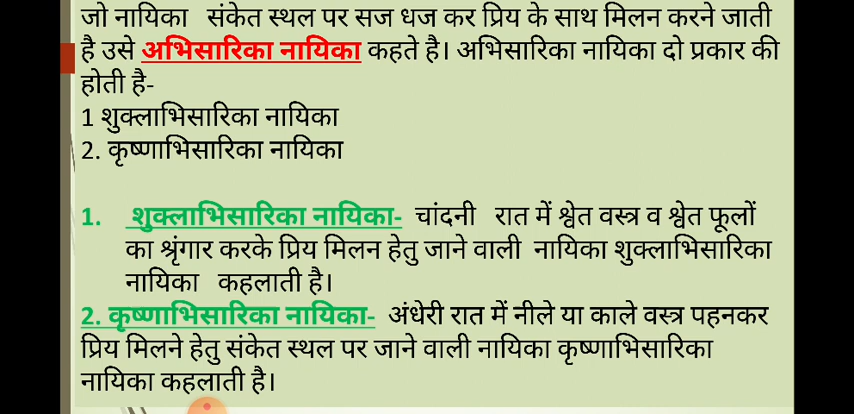 जो नायिका संकेत स्थल पर सज धज कर प्रिय के साथ मिलन करने जाती
है उसे अभिसारिका नायिका कहते है। अभिसारिका नायिका दो प्रकार की
होती है-
1 शुक्लाभिसारिका नायिका
2. कृष्णाभिसारिका नायिका
1. शुक्लाभिसारिका नायिका- चांदनी रात में श्वेत वस्त्र व श्वेत फूलों
का श्रृंगार करके प्रिय मिलन हेतु जाने वाली नायिका शुक्लाभिसारिका
नायिका कहलाती है।
2. कृष्णाभिसारिका नायिका- अंधेरी रात में नीले या काले वस्त्र पहनकर
प्रिय मिलने हेतु संकेत स्थल पर जाने वाली नायिका कृष्णाभिसारिका
नायिका कहलाती है।